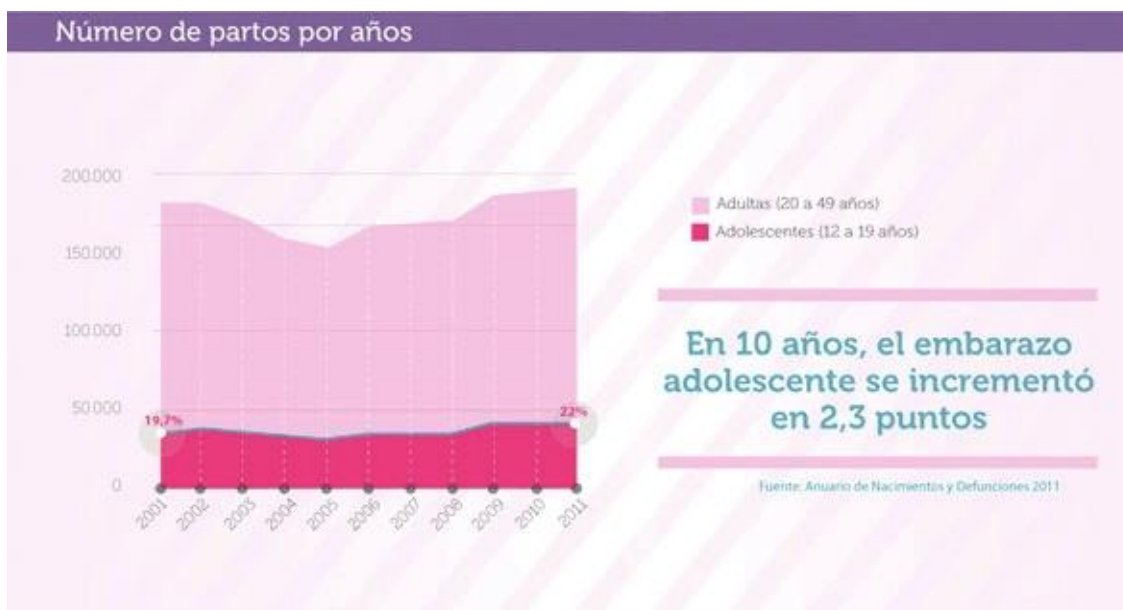 Número de partos por años
200.000
150.000
100.000
50.000
0
19,7%
22%
2001
2002
2003
2004
2005
2006
2007
2008
2009
2010
2011
Adultas (20 a 49 años)
Adolescentes (12 a 19 años)
En 10 años, el embarazo
adolescente se incrementó
en 2,3 puntos
Fuente: Anuario de Nacimientos y Defunciones 2011